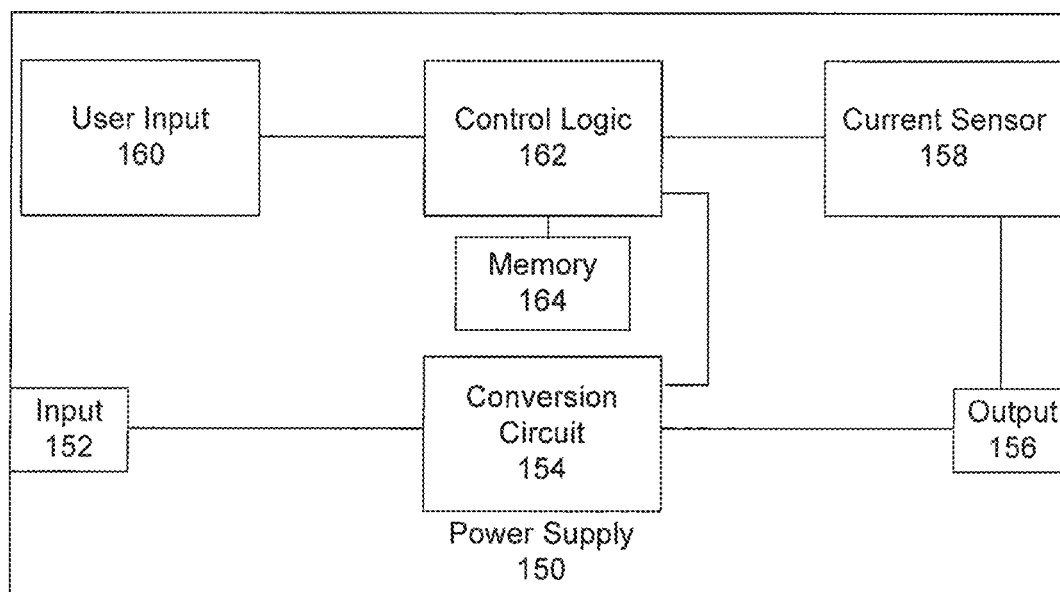 User Input
160
Control Logic
162
Current Sensor
158
Memory
164
Input
152
Conversion
Circuit
154
Output
156
Power Supply
150